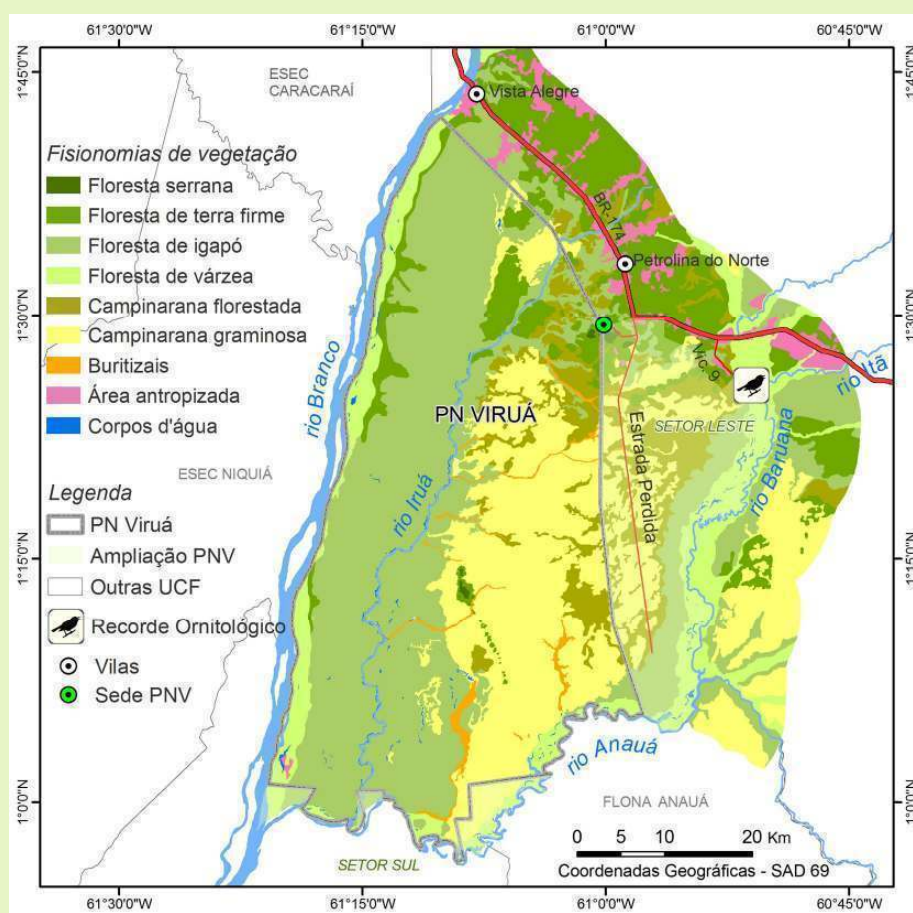 61°30'0"W 61°15'0"W 61°0'0"W 60°45'0"W
1°45'0"N 1°45'0"N
ESEC
CARACARAÍ
Vista Alegre
Fisionomias de vegetação
Floresta serrana
Floresta de terra firme
Floresta de igapó
Floresta de várzea
Campinarana florestada
Campinarana graminosa
Buritizais
Área antropizada
Corpos d'água
BR-174
Petrolina do Norte
1°30'0"N 1°30'0"N
rio Branco
Vic. 9
rio Itã
PN VIRUÁ
SETOR LESTE
Estrada Perdida
rio Baruana
ESEC NIQUIÁ
rio Iruá
Legenda
PN Viruá
Ampliação PNV
Outras UCF
Recorde Ornitológico
Vilas
Sede PNV
1°15'0"N 1°15'0"N
rio Anauá
1°0'0"N 1°0'0"N
FLONA ANAUÁ
0 5 10 20 Km
Coordenadas Geográficas - SAD 69
SETOR SUL
61°30'0"W 61°15'0"W 61°0'0"W 60°45'0"W